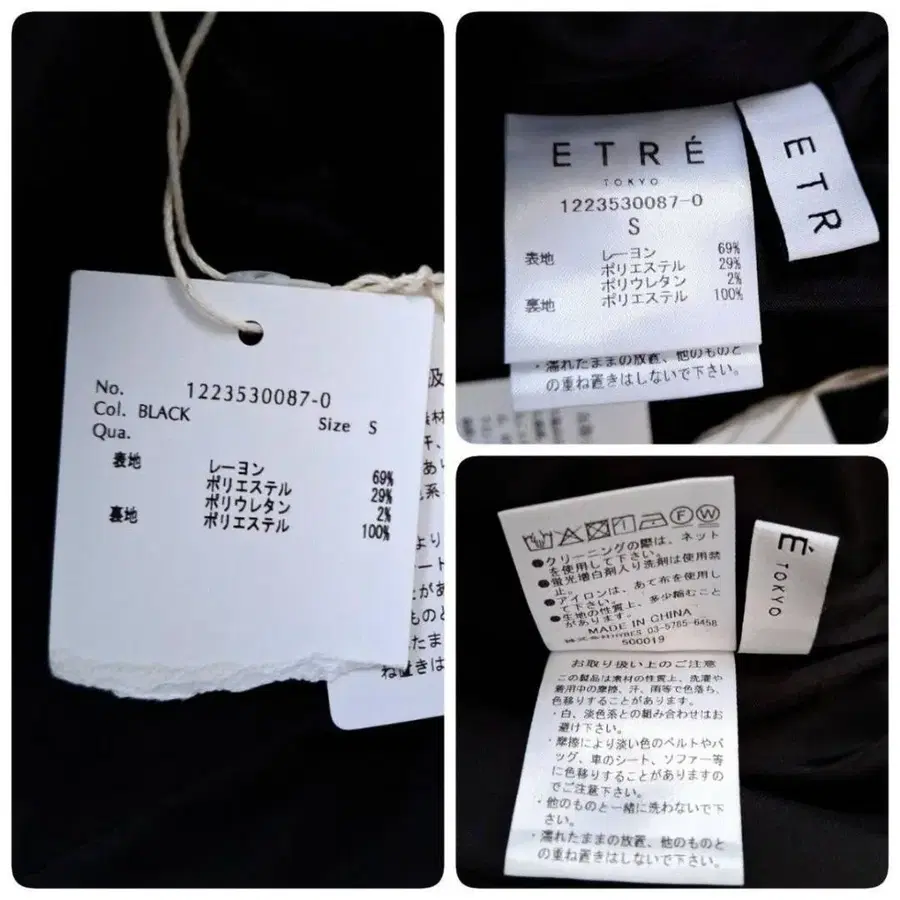 No. 1223530087-0
Col. BLACK Size S
Qua.
表地 レーヨン 69%
ポリエステル 29%
ポリウレタン 2%
裏地 ポリエステル 100%
ETRÉ
TOKYO
1223530087-0
S
表地 レーヨン 69%
ポリエステル 29%
ポリウレタン 2%
裏地 ポリエステル 100%
・濡れたままの放置、他のものと
の重ね置きはしないで下さい。
ETR
●クリーニングの際は、ネット
を使用して下さい。
●蛍光増白剤入り洗剤は使用禁
止。
●アイロンは、あて布を使用し
て下さい。
●生地の性質上、多少縮むこと
があります。
MADE IN CHINA
03-5785-6458
500019
É
TOKYO
お取り扱い上のご注意
この製品は素材の性質上、洗濯や
着用中の摩擦、汗、雨等で色落ち、
色移りすることがあります。
・白、淡色系との組み合わせはお
避け下さい。
・摩擦により淡い色のベルトやバ
ッグ、車のシート、ソファー等
に色移りすることがありますの
でご注意下さい。
・他のものと一緒に洗わないで下
さい。
・濡れたままの放置、他のものと
の重ね置きはしないで下さい。